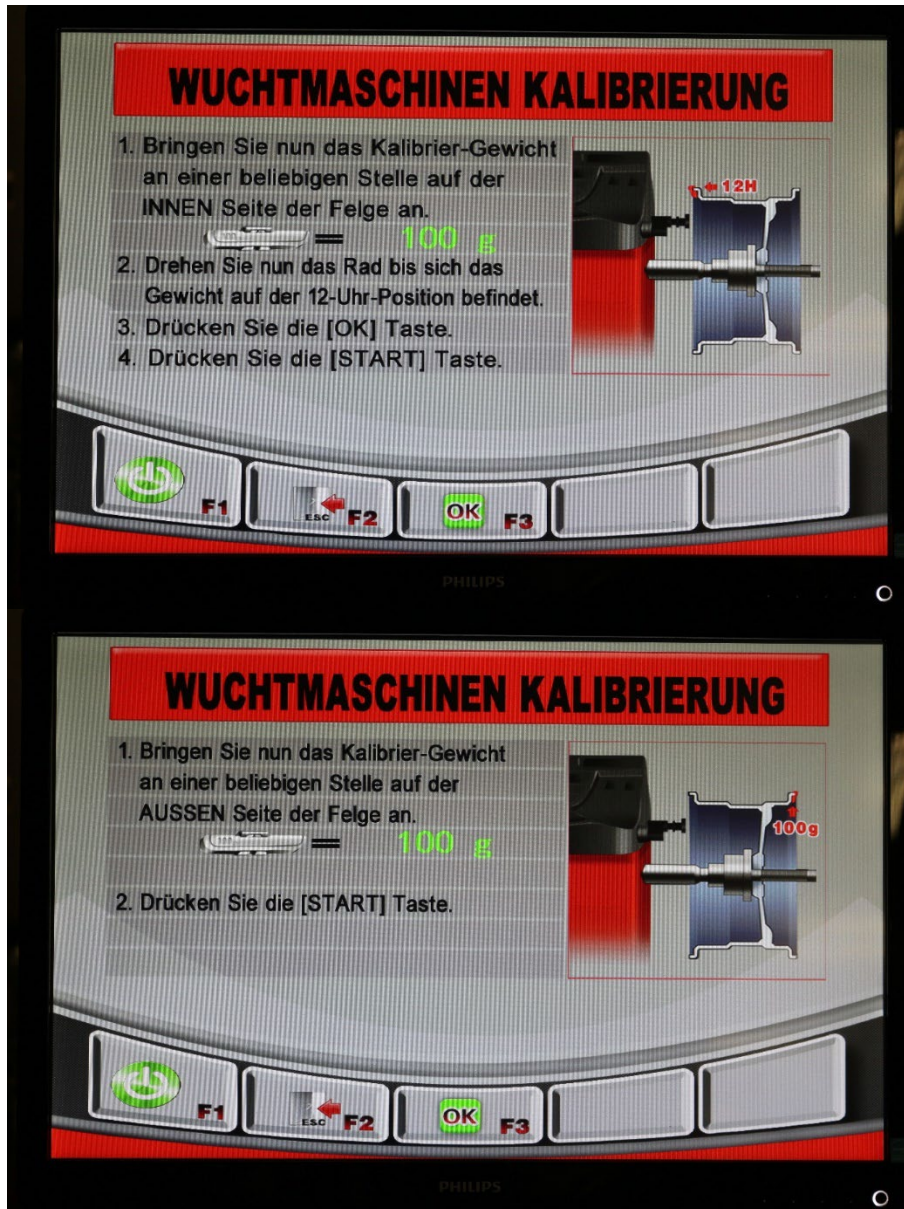 WUCHTMASCHINEN KALIBRIERUNG
1. Bringen Sie nun das Kalibrier-Gewicht
an einer beliebigen Stelle auf der
INNEN Seite der Felge an.
= 100 g
2. Drehen Sie nun das Rad bis sich das
Gewicht auf der 12-Uhr-Position befindet.
3. Drücken Sie die [OK] Taste.
4. Drücken Sie die [START] Taste.
12H
F1
ESC F2
OK F3
PHILIPS
WUCHTMASCHINEN KALIBRIERUNG
1. Bringen Sie nun das Kalibrier-Gewicht
an einer beliebigen Stelle auf der
AUSSEN Seite der Felge an.
= 100 g
2. Drücken Sie die [START] Taste.
100g
F1
ESC F2
OK F3
PHILIPS